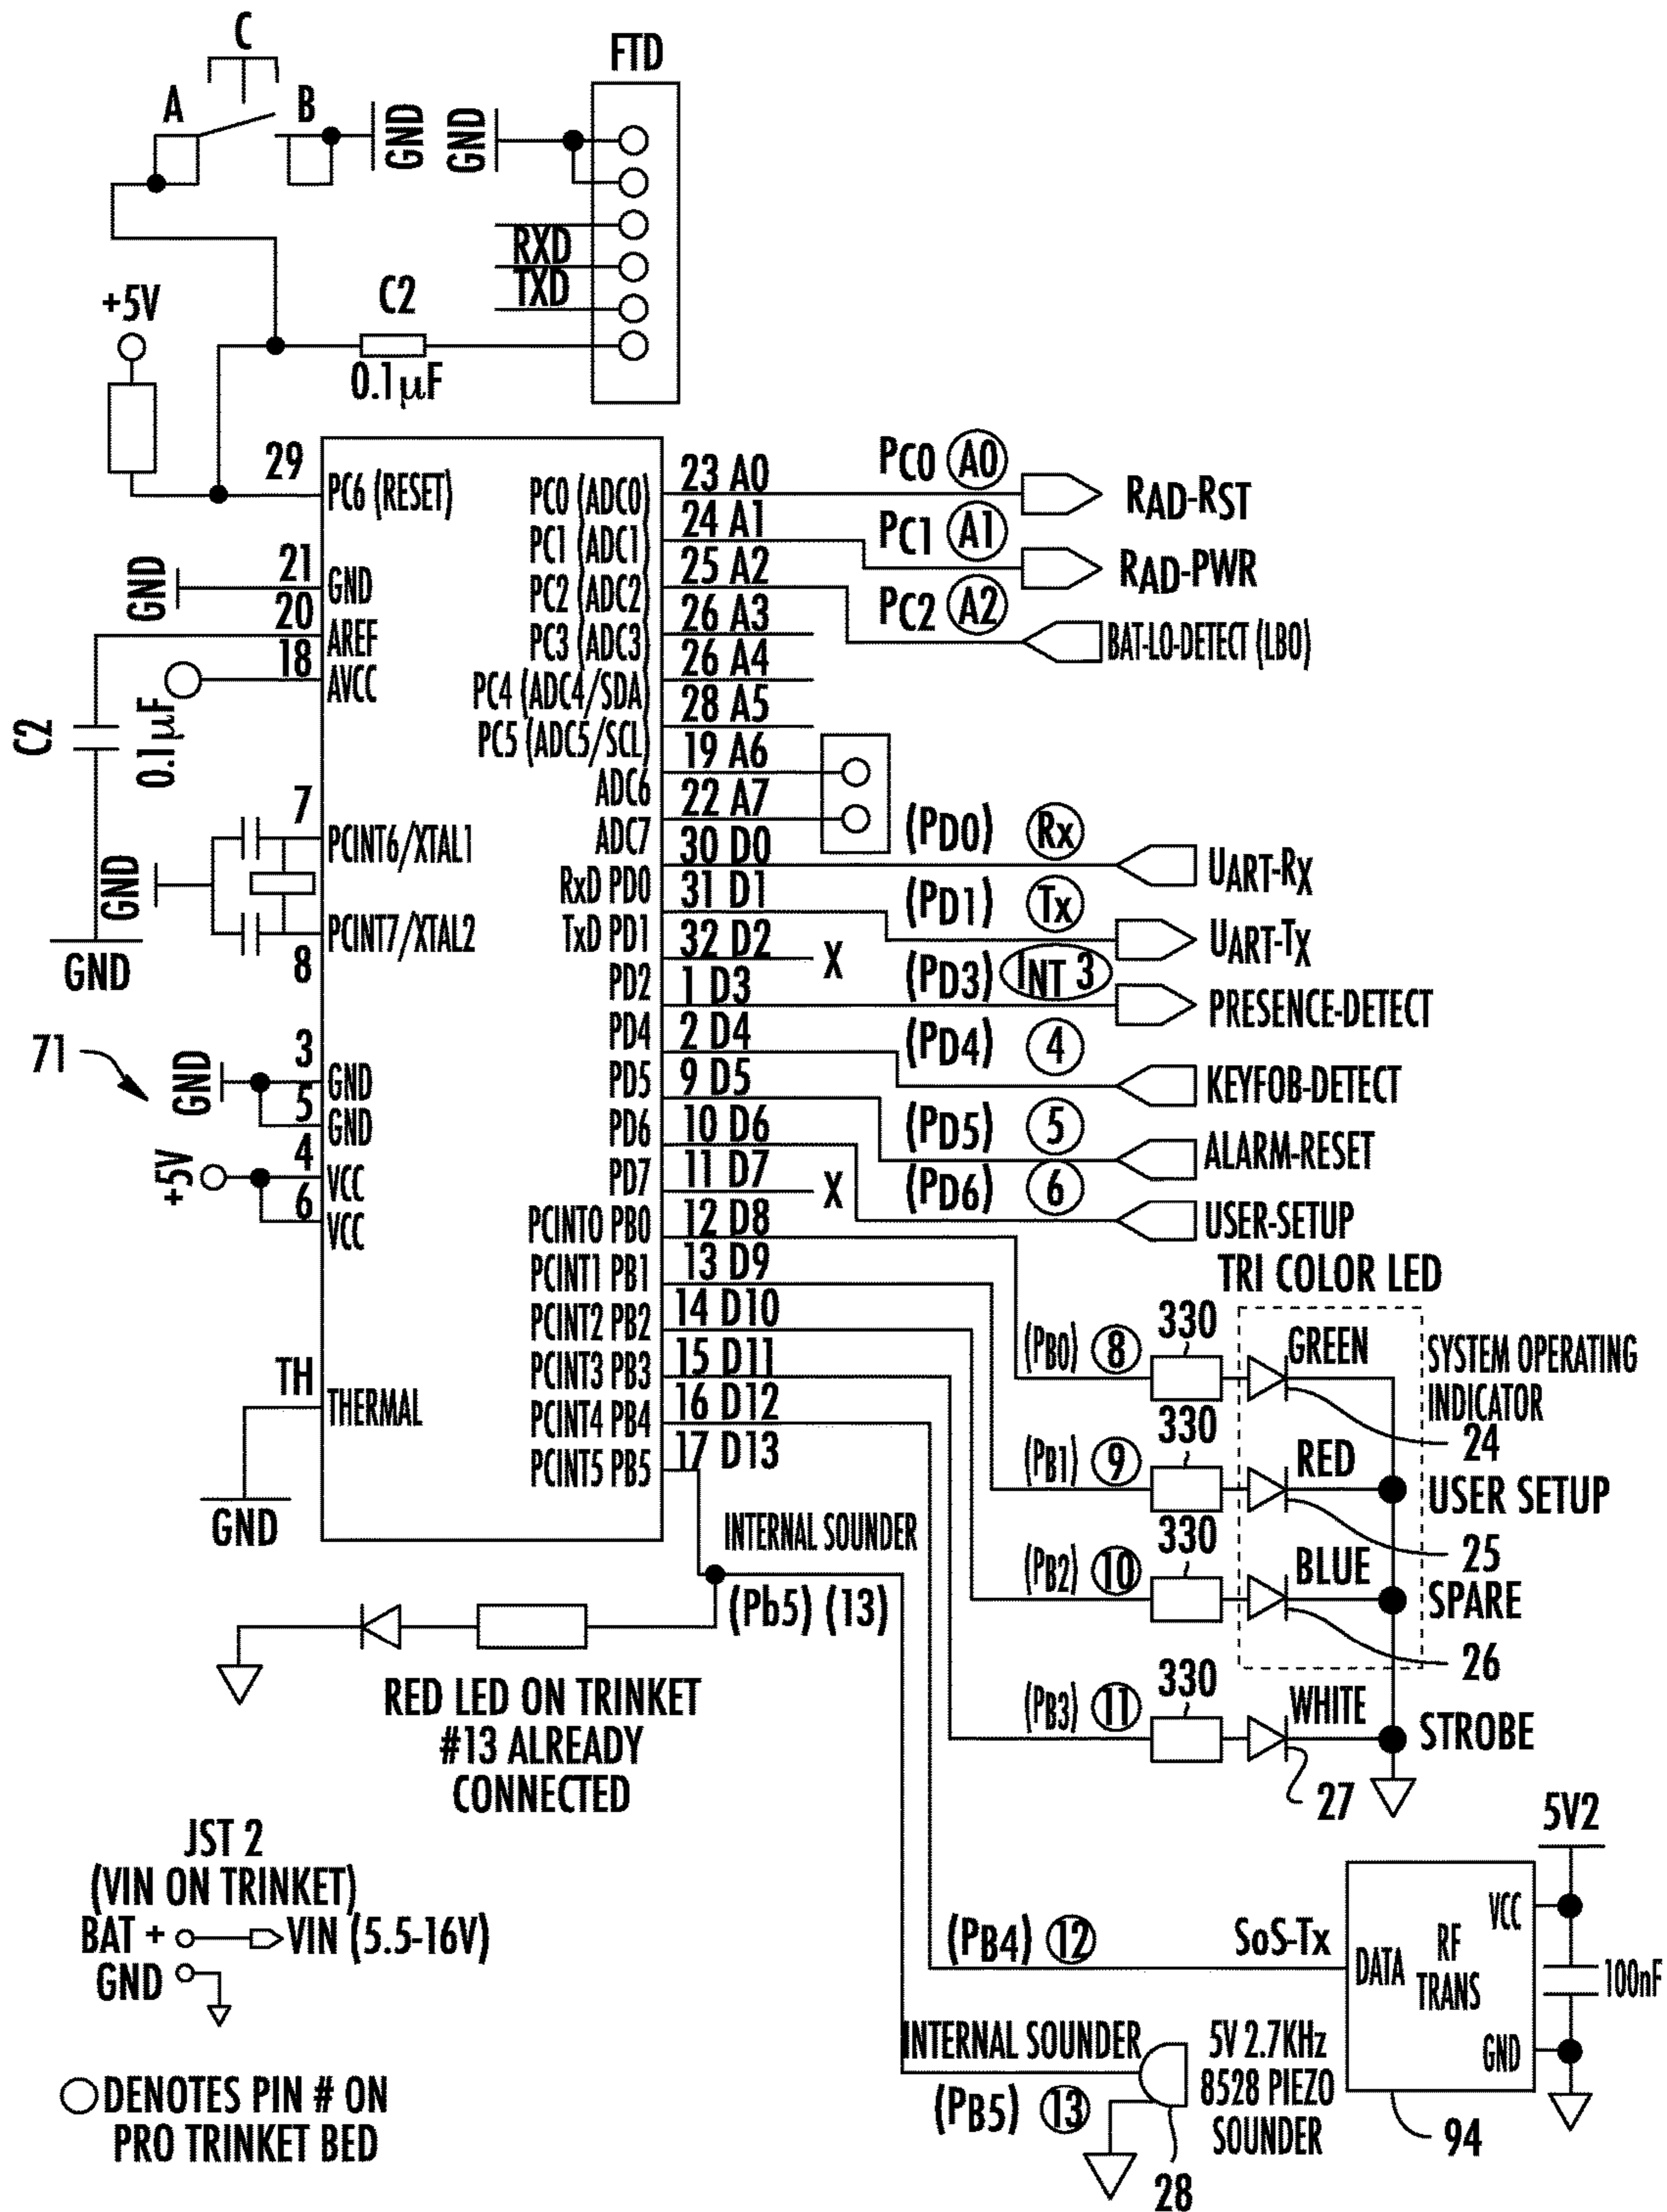 C
A
B
GND
GND
FTD
RXD
TXD
+5V
C2
0.1μF
29
PC6 (RESET)
21
GND
GND
20
AREF
18
AVCC
C2
0.1μF
GND
7
PCINT6/XTAL1
GND
PCINT7/XTAL2
8
71
3
GND
GND
5
GND
4
+5V
VCC
6
VCC
TH
THERMAL
GND
PC0 (ADC0)
PC1 (ADC1)
PC2 (ADC2)
PC3 (ADC3)
PC4 (ADC4/SDA)
PC5 (ADC5/SCL)
ADC6
ADC7
RxD PD0
TxD PD1
PD2
PD4
PD5
PD6
PD7
PCINT0 PB0
PCINT1 PB1
PCINT2 PB2
PCINT3 PB3
PCINT4 PB4
PCINT5 PB5
23 A0
24 A1
25 A2
26 A3
26 A4
28 A5
19 A6
22 A7
30 D0
31 D1
32 D2
1 D3
2 D4
9 D5
10 D6
11 D7
12 D8
13 D9
14 D10
15 D11
16 D12
17 D13
PC0 A0
RAD-RST
PC1 A1
RAD-PWR
PC2 A2
BAT-LO-DETECT (LBO)
(PD0) Rx
UART-RX
(PD1) Tx
UART-TX
X
(PD3) INT 3
PRESENCE-DETECT
(PD4) 4
KEYFOB-DETECT
(PD5) 5
ALARM-RESET
X
(PD6) 6
USER-SETUP
TRI COLOR LED
(PB0) 8
330
GREEN
SYSTEM OPERATING
INDICATOR
24
(PB1) 9
330
RED
USER SETUP
25
(PB2) 10
330
BLUE
SPARE
26
(PB3) 11
330
WHITE
STROBE
27
INTERNAL SOUNDER
(Pb5) (13)
RED LED ON TRINKET
#13 ALREADY
CONNECTED
JST 2
(VIN ON TRINKET)
BAT +
VIN (5.5-16V)
GND
5V2
(PB4) 12
SoS-Tx
DATA
RF
TRANS
VCC
GND
100nF
94
INTERNAL SOUNDER
(PB5) 13
5V 2.7KHz
8528 PIEZO
SOUNDER
28
DENOTES PIN # ON
PRO TRINKET BED